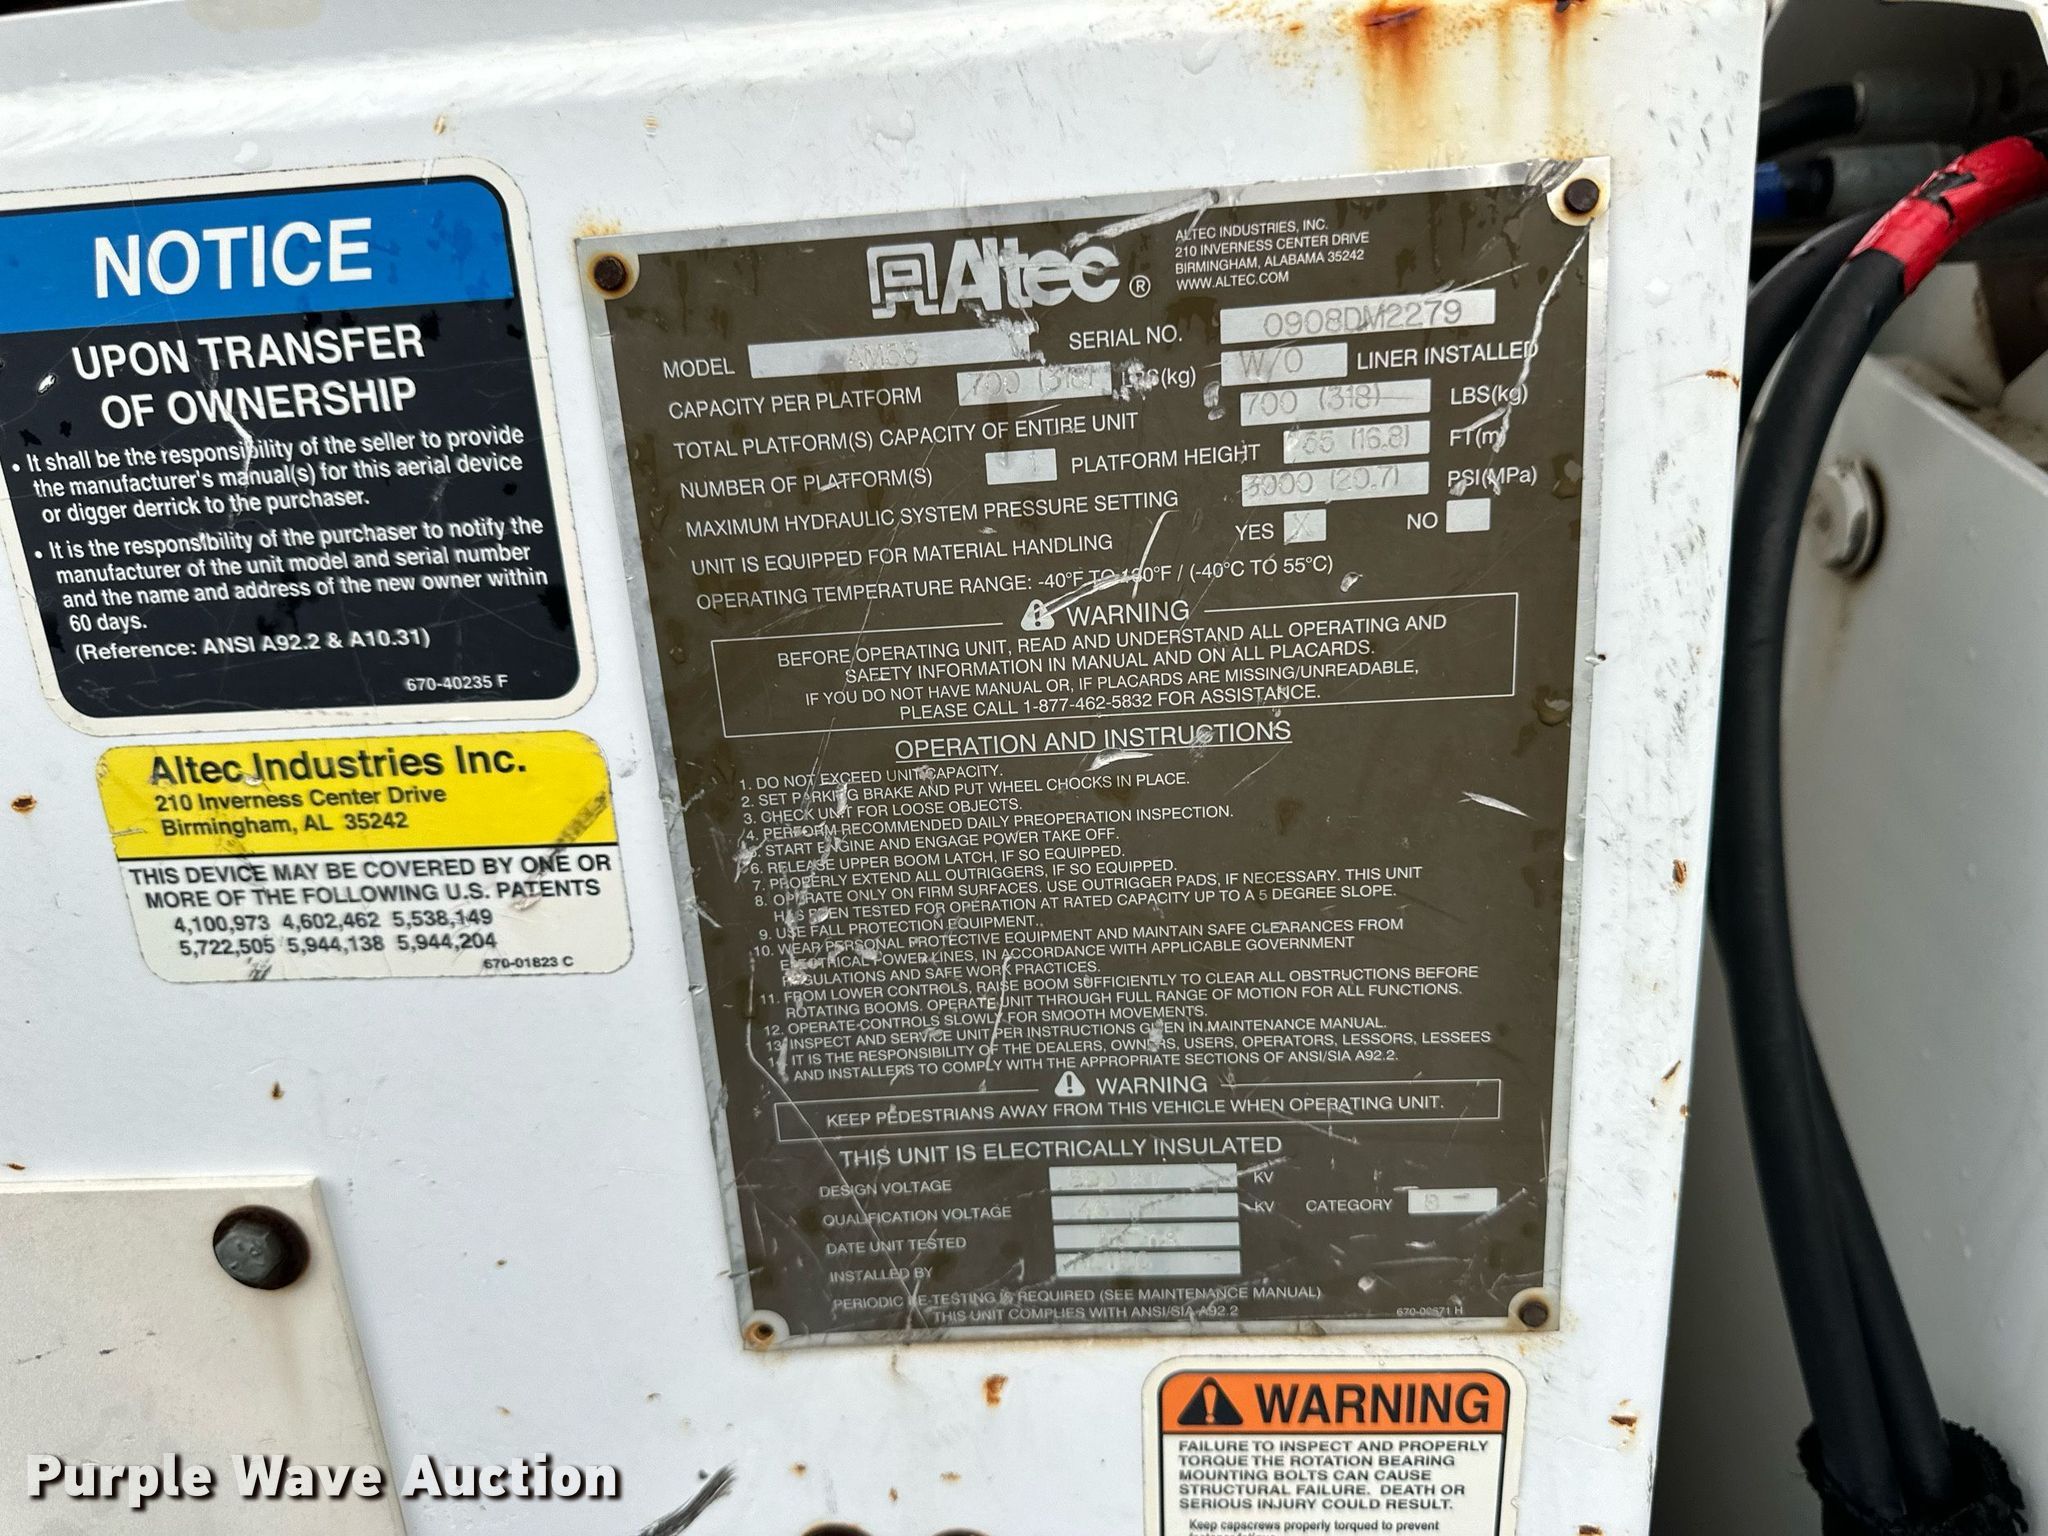 NOTICE
UPON TRANSFER
OF OWNERSHIP
• It shall be the responsibility of the seller to provide
the manufacturer's manual(s) for this aerial device
or digger derrick to the purchaser.
• It is the responsibility of the purchaser to notify the
manufacturer of the unit model and serial number
and the name and address of the new owner within
60 days.
(Reference: ANSI A92.2 & A10.31)
670-40235 F
Altec Industries Inc.
210 Inverness Center Drive
Birmingham, AL 35242
THIS DEVICE MAY BE COVERED BY ONE OR
MORE OF THE FOLLOWING U.S. PATENTS
4,100,973 4,602,462 5,538,149
5,722,505 5,944,138 5,944,204
670-01823 C
Altec®
ALTEC INDUSTRIES, INC.
210 INVERNESS CENTER DRIVE
BIRMINGHAM, ALABAMA 35242
WWW.ALTEC.COM
MODEL AM55 SERIAL NO. 0908DM2279
CAPACITY PER PLATFORM 700 (318) LBS(kg) W/O LINER INSTALLED
TOTAL PLATFORM(S) CAPACITY OF ENTIRE UNIT 700 (318) LBS(kg)
NUMBER OF PLATFORM(S) 1 PLATFORM HEIGHT 55 (16.8) FT(m)
MAXIMUM HYDRAULIC SYSTEM PRESSURE SETTING 3000 (20.7) PSI(MPa)
UNIT IS EQUIPPED FOR MATERIAL HANDLING YES X NO
OPERATING TEMPERATURE RANGE: -40°F TO 130°F / (-40°C TO 55°C)
WARNING
BEFORE OPERATING UNIT, READ AND UNDERSTAND ALL OPERATING AND
SAFETY INFORMATION IN MANUAL AND ON ALL PLACARDS.
IF YOU DO NOT HAVE MANUAL OR, IF PLACARDS ARE MISSING/UNREADABLE,
PLEASE CALL 1-877-462-5832 FOR ASSISTANCE.
OPERATION AND INSTRUCTIONS
1. DO NOT EXCEED UNIT CAPACITY.
2. SET PARKING BRAKE AND PUT WHEEL CHOCKS IN PLACE.
3. CHECK UNIT FOR LOOSE OBJECTS.
4. PERFORM RECOMMENDED DAILY PREOPERATION INSPECTION.
5. START ENGINE AND ENGAGE POWER TAKE OFF.
6. RELEASE UPPER BOOM LATCH, IF SO EQUIPPED.
7. PROPERLY EXTEND ALL OUTRIGGERS, IF SO EQUIPPED.
8. OPERATE ONLY ON FIRM SURFACES. USE OUTRIGGER PADS, IF NECESSARY. THIS UNIT
HAS BEEN TESTED FOR OPERATION AT RATED CAPACITY UP TO A 5 DEGREE SLOPE.
9. USE FALL PROTECTION EQUIPMENT..
10. WEAR PERSONAL PROTECTIVE EQUIPMENT AND MAINTAIN SAFE CLEARANCES FROM
ELECTRICAL POWER LINES, IN ACCORDANCE WITH APPLICABLE GOVERNMENT
REGULATIONS AND SAFE WORK PRACTICES.
11. FROM LOWER CONTROLS, RAISE BOOM SUFFICIENTLY TO CLEAR ALL OBSTRUCTIONS BEFORE
ROTATING BOOMS. OPERATE UNIT THROUGH FULL RANGE OF MOTION FOR ALL FUNCTIONS.
12. OPERATE CONTROLS SLOWLY FOR SMOOTH MOVEMENTS.
13. INSPECT AND SERVICE UNIT PER INSTRUCTIONS GIVEN IN MAINTENANCE MANUAL.
14. IT IS THE RESPONSIBILITY OF THE DEALERS, OWNERS, USERS, OPERATORS, LESSORS, LESSEES
AND INSTALLERS TO COMPLY WITH THE APPROPRIATE SECTIONS OF ANSI/SIA A92.2.
WARNING
KEEP PEDESTRIANS AWAY FROM THIS VEHICLE WHEN OPERATING UNIT.
THIS UNIT IS ELECTRICALLY INSULATED
DESIGN VOLTAGE KV
QUALIFICATION VOLTAGE KV CATEGORY
DATE UNIT TESTED
INSTALLED BY
PERIODIC RE-TESTING IS REQUIRED (SEE MAINTENANCE MANUAL)
THIS UNIT COMPLIES WITH ANSI/SIA A92.2
WARNING
FAILURE TO INSPECT AND PROPERLY
TORQUE THE ROTATION BEARING
MOUNTING BOLTS CAN CAUSE
STRUCTURAL FAILURE. DEATH OR
SERIOUS INJURY COULD RESULT.
Keep capscrews properly torqued to prevent
Purple Wave Auction